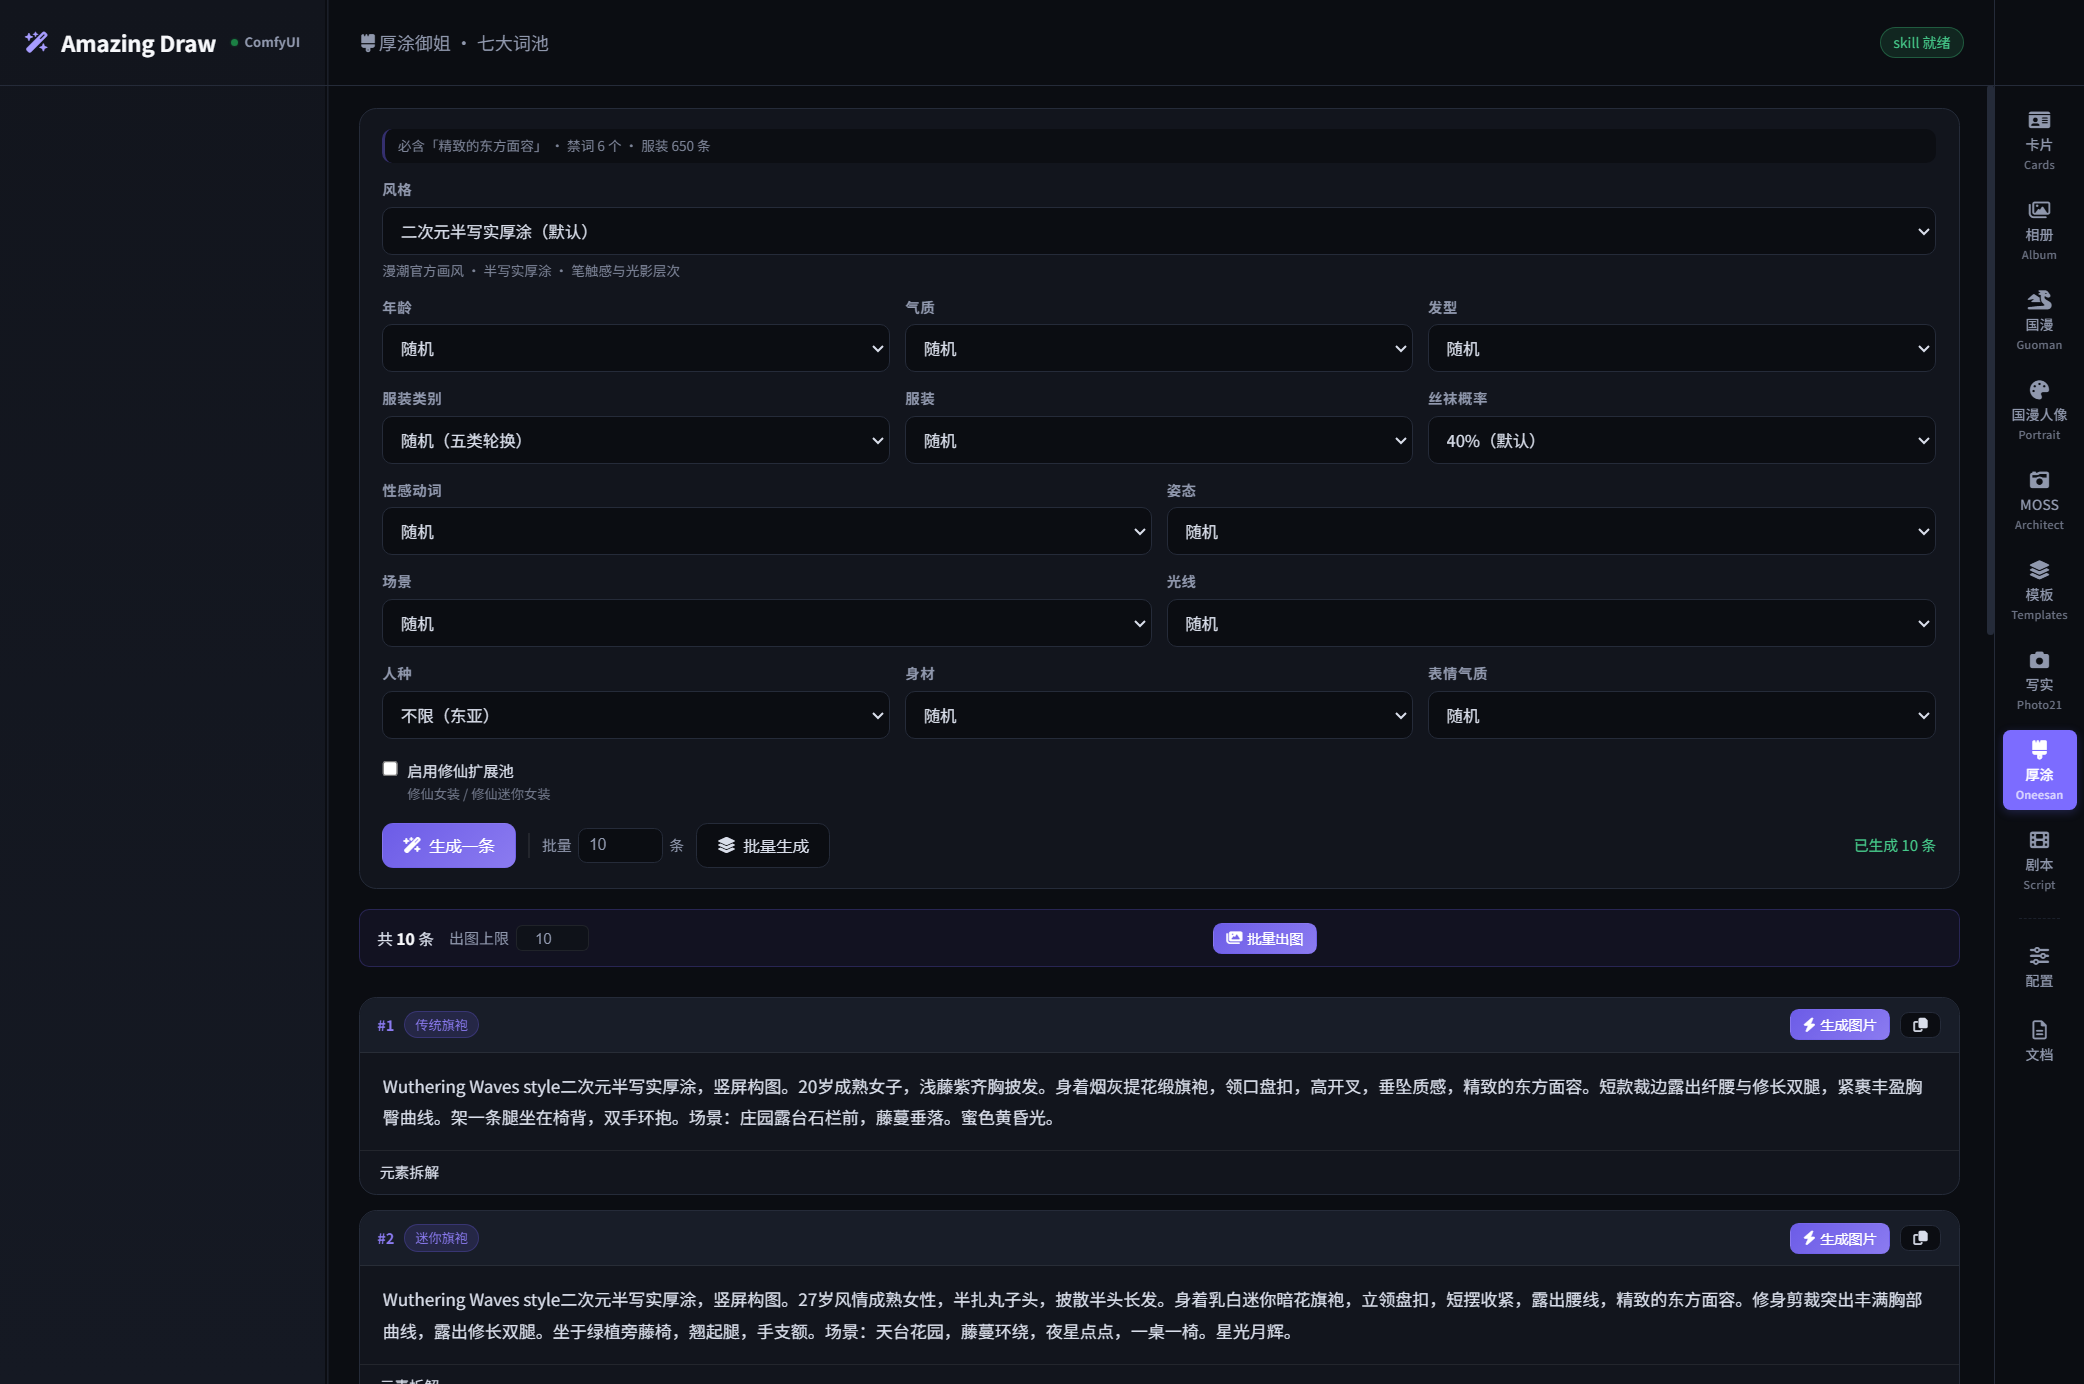 Amazing Draw
ComfyUI
厚涂御姐 · 七大词池
skill 就绪
必含「精致的东方面容」 · 禁词 6 个 · 服装 650 条
风格
二次元半写实厚涂（默认）
漫潮官方画风 · 半写实厚涂 · 笔触感与光影层次
年龄
气质
发型
随机
随机
随机
服装类别
服装
丝袜概率
随机（五类轮换）
随机
40%（默认）
性感动词
姿态
随机
随机
场景
光线
随机
随机
人种
身材
表情气质
不限（东亚）
随机
随机
启用修仙扩展池
修仙女装 / 修仙迷你女装
生成一条
批量
10
条
批量生成
已生成 10 条
共 10 条
出图上限
10
批量出图
#1
传统旗袍
生成图片
Wuthering Waves style二次元半写实厚涂，竖屏构图。20岁成熟女子，浅藤紫齐胸披发。身着烟灰提花缎旗袍，领口盘扣，高开叉，垂坠质感，精致的东方面容。短款裁边露出纤腰与修长双腿，紧裹丰盈胸
臀曲线。架一条腿坐在椅背，双手环抱。场景：庄园露台石栏前，藤蔓垂落。蜜色黄昏光。
元素拆解
#2
迷你旗袍
生成图片
Wuthering Waves style二次元半写实厚涂，竖屏构图。27岁风情成熟女性，半扎丸子头，披散半头长发。身着乳白迷你暗花旗袍，立领盘扣，短摆收紧，露出腰线，精致的东方面容。修身剪裁突出丰满胸部
曲线，露出修长双腿。坐于绿植旁藤椅，翘起腿，手支额。场景：天台花园，藤蔓环绕，夜星点点，一桌一椅。星光月辉。
元素拆解
卡片
Cards
相册
Album
国漫
Guoman
国漫人像
Portrait
MOSS
Architect
模板
Templates
写实
Photo21
厚涂
Oneesan
剧本
Script
配置
文档